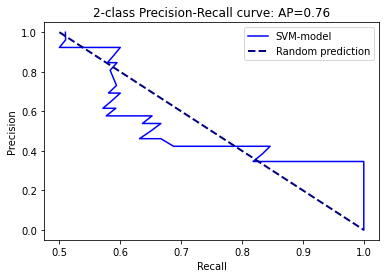 2-class Precision-Recall curve: AP=0.76
SVM-model
Random prediction
Precision
1.0
0.8
0.6
0.4
0.2
0.0
0.5 0.6 0.7 0.8 0.9 1.0
Recall